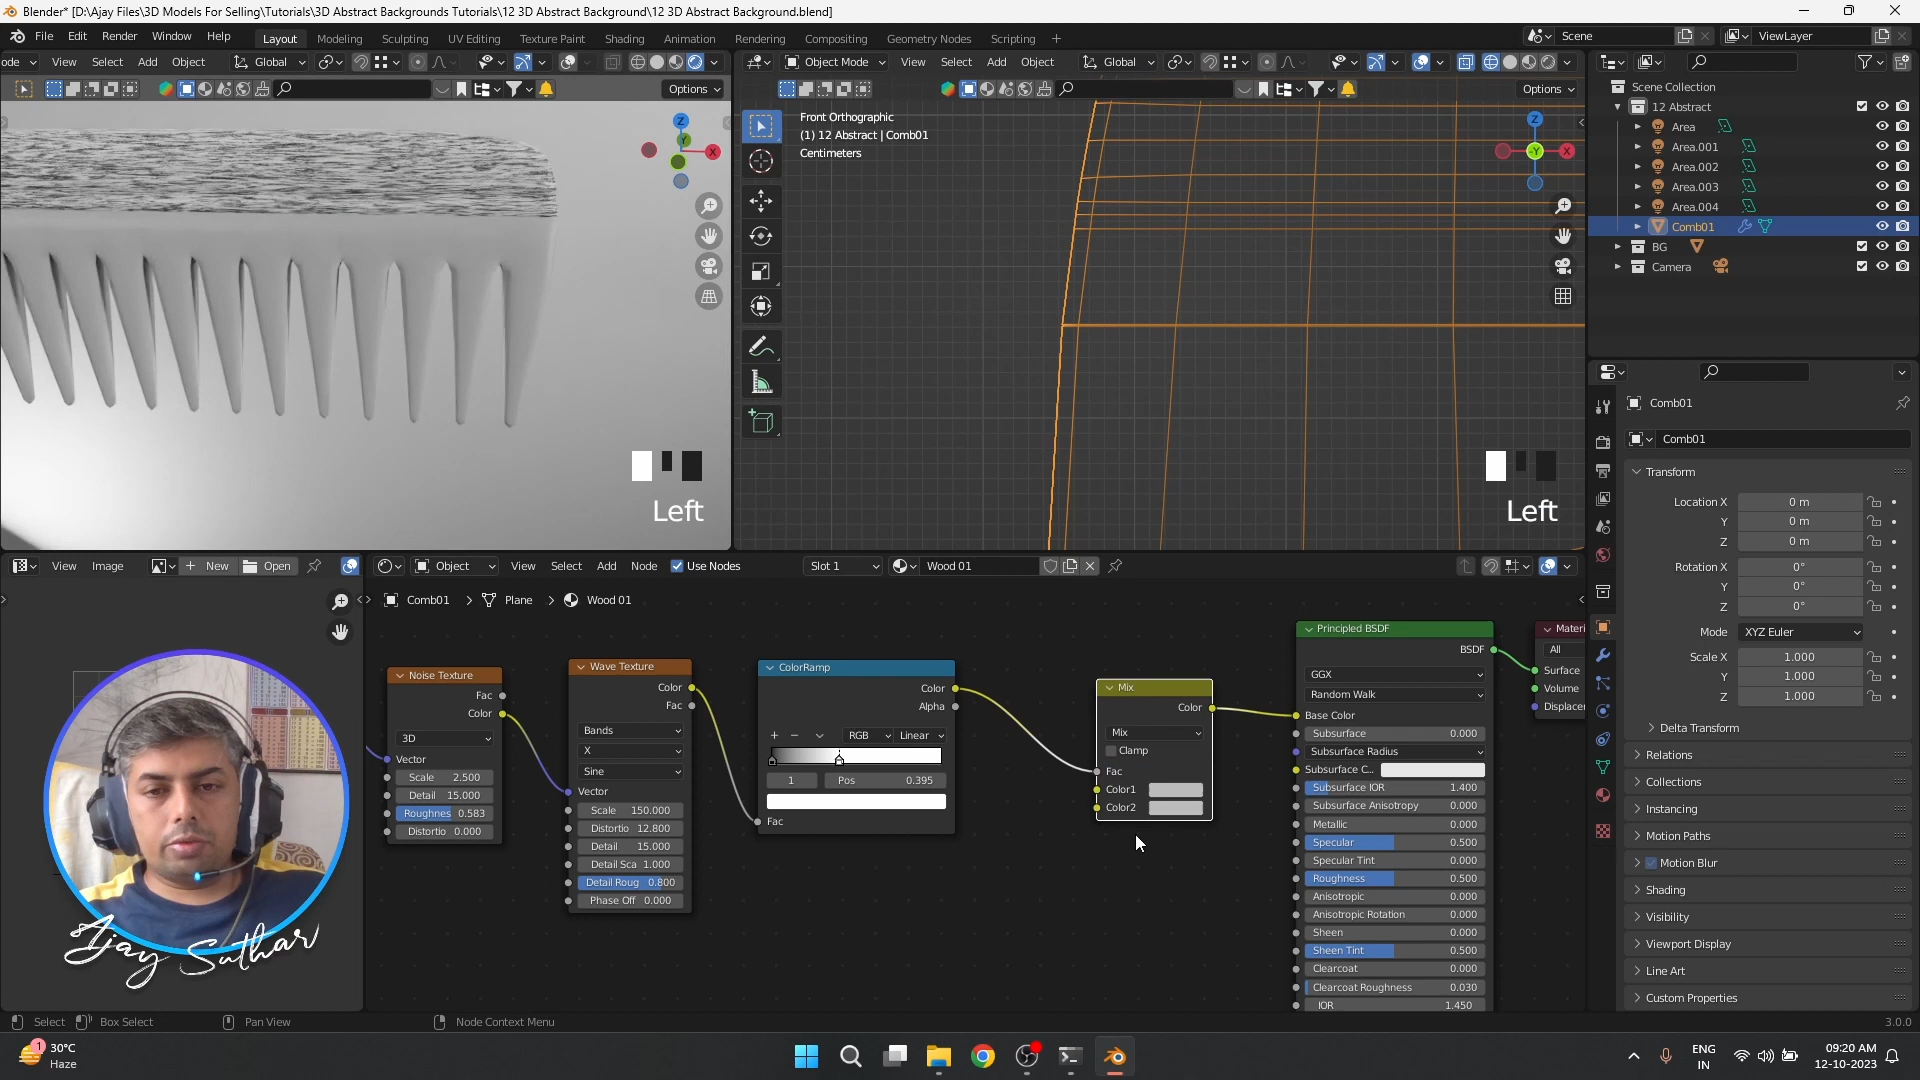 Blender* [D:\Ajay Files\3D Models For Selling\Tutorials\3D Abstract Backgrounds Tutorials\12 3D Abstract Background\12 3D Abstract Background.blend]
File Edit Render Window Help Layout Modeling Sculpting UV Editing Texture Paint Shading Animation Rendering Compositing Geometry Nodes Scripting + Scene ViewLayer
ode View Select Add Object Global Object Mode View Select Add Object Global
Options Options
Scene Collection
12 Abstract
Area
Area.001
Area.002
Area.003
Area.004
Comb01
BG
Camera
Front Orthographic
(1) 12 Abstract | Comb01
Centimeters
Z
Y
X
Z
-Y
X
Left
Left
Comb01
Comb01
Transform
Location X 0 m
Y 0 m
Z 0 m
Rotation X 0°
Y 0°
Z 0°
Mode XYZ Euler
Scale X 1.000
Y 1.000
Z 1.000
Delta Transform
Relations
Collections
Instancing
Motion Paths
Motion Blur
Shading
Visibility
Viewport Display
Line Art
Custom Properties
View Image New Open Object View Select Add Node Use Nodes Slot 1 Wood 01
Comb01 > Plane > Wood 01
Noise Texture
Fac
Color
3D
Vector
Scale 2.500
Detail 15.000
Roughnes 0.583
Distortio 0.000
Wave Texture
Color
Fac
Bands
X
Sine
Vector
Scale 150.000
Distortio 12.800
Detail 15.000
Detail Sca 1.000
Detail Roug 0.800
Phase Off 0.000
ColorRamp
Color
Alpha
RGB Linear
1 Pos 0.395
Fac
Mix
Color
Mix
Clamp
Fac
Color1
Color2
Principled BSDF
BSDF
GGX
Random Walk
Base Color
Subsurface 0.000
Subsurface Radius
Subsurface C...
Subsurface IOR 1.400
Subsurface Anisotropy 0.000
Metallic 0.000
Specular 0.500
Specular Tint 0.000
Roughness 0.500
Anisotropic 0.000
Anisotropic Rotation 0.000
Sheen 0.000
Sheen Tint 0.500
Clearcoat 0.000
Clearcoat Roughness 0.030
IOR 1.450
Materi
All
Surface
Volume
Displacer
Ajay Suthar
Select Box Select Pan View Node Context Menu 3.0.0
1
30°C
Haze
ENG
IN
09:20 AM
12-10-2023